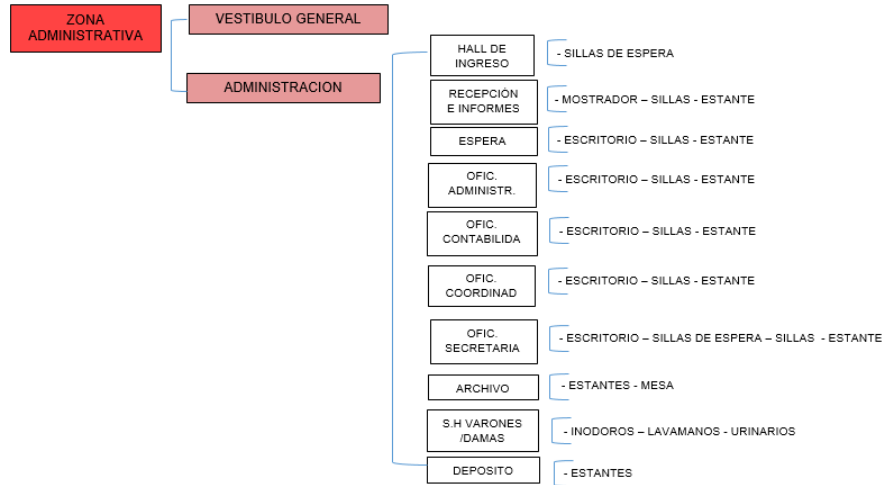 ZONA
ADMINISTRATIVA
VESTIBULO GENERAL
ADMINISTRACION
HALL DE
INGRESO
- SILLAS DE ESPERA
RECEPCIÓN
E INFORMES
- MOSTRADOR – SILLAS - ESTANTE
ESPERA
- ESCRITORIO – SILLAS - ESTANTE
OFIC.
ADMINISTR.
- ESCRITORIO – SILLAS - ESTANTE
OFIC.
CONTABILIDA
- ESCRITORIO – SILLAS - ESTANTE
OFIC.
COORDINAD
- ESCRITORIO – SILLAS - ESTANTE
OFIC.
SECRETARIA
- ESCRITORIO – SILLAS DE ESPERA – SILLAS - ESTANTE
ARCHIVO
- ESTANTES - MESA
S.H VARONES
/DAMAS
- INODOROS – LAVAMANOS - URINARIOS
DEPOSITO
- ESTANTES